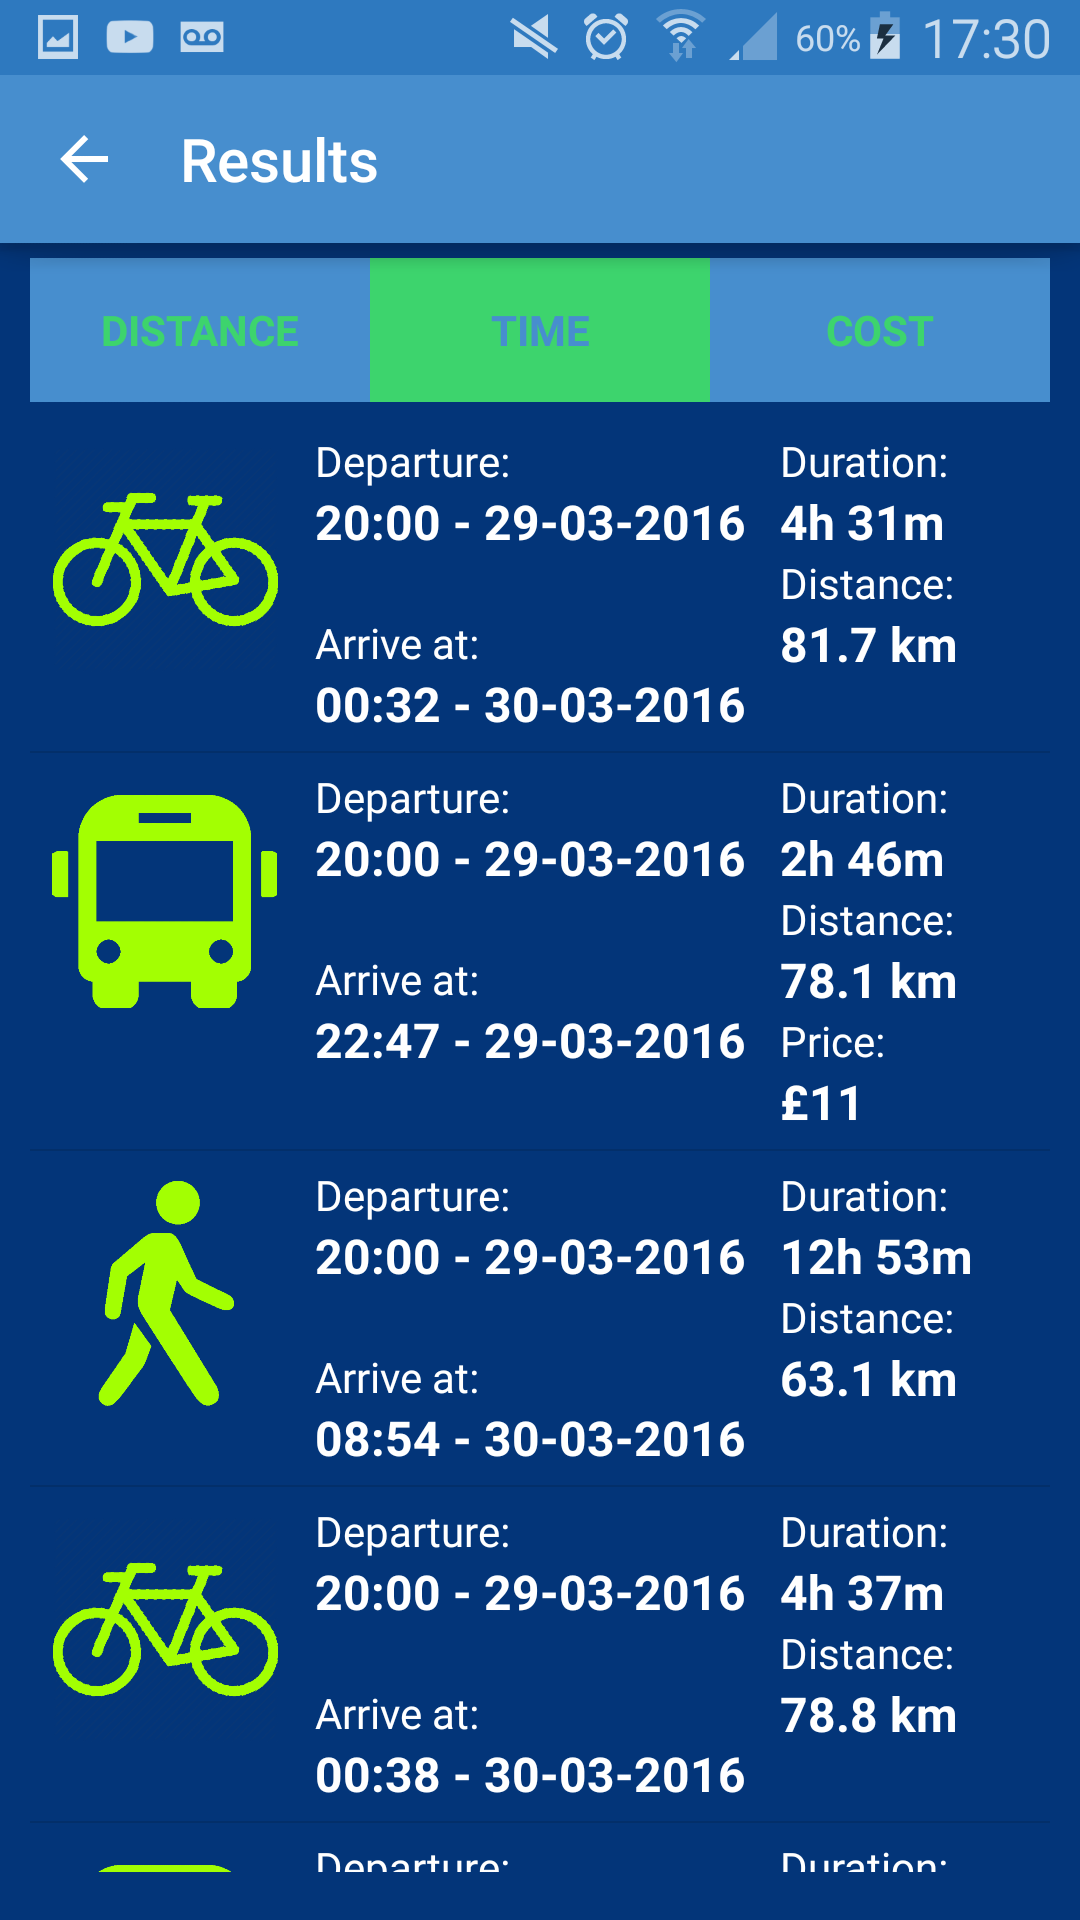 60% 17:30
Results
DISTANCE TIME COST
Departure: Duration:
20:00 - 29-03-2016 4h 31m
Distance:
Arrive at: 81.7 km
00:32 - 30-03-2016
Departure: Duration:
20:00 - 29-03-2016 2h 46m
Distance:
Arrive at: 78.1 km
22:47 - 29-03-2016 Price:
£11
Departure: Duration:
20:00 - 29-03-2016 12h 53m
Distance:
Arrive at: 63.1 km
08:54 - 30-03-2016
Departure: Duration:
20:00 - 29-03-2016 4h 37m
Distance:
Arrive at: 78.8 km
00:38 - 30-03-2016
Departure: Duration: